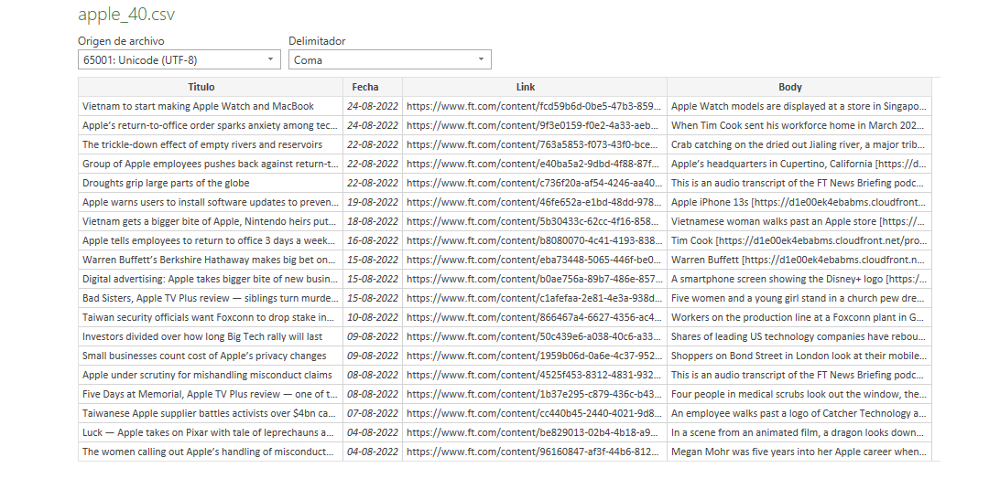 apple_40.csv
Origen de archivo Delimitador
65001: Unicode (UTF-8) Coma
Titulo Fecha Link Body
Vietnam to start making Apple Watch and MacBook 24-08-2022 https://www.ft.com/content/fcd59b6d-0be5-47b3-859... Apple Watch models are displayed at a store in Singapo...
Apple’s return-to-office order sparks anxiety among tec... 24-08-2022 https://www.ft.com/content/9f3e0159-f0e2-4a33-aeb... When Tim Cook sent his workforce home in March 202...
The trickle-down effect of empty rivers and reservoirs 22-08-2022 https://www.ft.com/content/763a5853-f073-43f0-bce... Crab catching on the dried out Jialing river, a major trib...
Group of Apple employees pushes back against return-t... 22-08-2022 https://www.ft.com/content/e40ba5a2-9dbd-4f88-87f... Apple’s headquarters in Cupertino, California [https://d...
Droughts grip large parts of the globe 22-08-2022 https://www.ft.com/content/c736f20a-af54-4246-aa40... This is an audio transcript of the FT News Briefing podc...
Apple warns users to install software updates to preven... 19-08-2022 https://www.ft.com/content/46fe652a-e1bd-48dd-978... Apple iPhone 13s [https://d1e00ek4ebabms.cloudfront...
Vietnam gets a bigger bite of Apple, Nintendo heirs put... 18-08-2022 https://www.ft.com/content/5b30433c-62cc-4f16-858... Vietnamese woman walks past an Apple store [https://...
Apple tells employees to return to office 3 days a week... 16-08-2022 https://www.ft.com/content/b8080070-4c41-4193-838... Tim Cook [https://d1e00ek4ebabms.cloudfront.net/pro...
Warren Buffett’s Berkshire Hathaway makes big bet on... 15-08-2022 https://www.ft.com/content/eba73448-5065-446f-be0... Warren Buffett [https://d1e00ek4ebabms.cloudfront.n...
Digital advertising: Apple takes bigger bite of new busin... 15-08-2022 https://www.ft.com/content/b0ae756a-89b7-486e-857... A smartphone screen showing the Disney+ logo [https:/...
Bad Sisters, Apple TV Plus review — siblings turn murde... 15-08-2022 https://www.ft.com/content/c1afefaa-2e81-4e3a-938d... Five women and a young girl stand in a church pew dre...
Taiwan security officials want Foxconn to drop stake in... 10-08-2022 https://www.ft.com/content/866467a4-6627-4356-ac4... Workers on the production line at a Foxconn plant in G...
Investors divided over how long Big Tech rally will last 09-08-2022 https://www.ft.com/content/50c439e6-a038-40c6-a33... Shares of leading US technology companies have rebou...
Small businesses count cost of Apple’s privacy changes 09-08-2022 https://www.ft.com/content/1959b06d-0a6e-4c37-952... Shoppers on Bond Street in London look at their mobile...
Apple under scrutiny for mishandling misconduct claims 08-08-2022 https://www.ft.com/content/4525f453-8312-4831-932... This is an audio transcript of the FT News Briefing podc...
Five Days at Memorial, Apple TV Plus review — one of t... 08-08-2022 https://www.ft.com/content/1b37e295-c879-436c-b43... Four people in medical scrubs look out the window, the...
Taiwanese Apple supplier battles activists over $4bn ca... 07-08-2022 https://www.ft.com/content/cc440b45-2440-4021-9d8... An employee walks past a logo of Catcher Technology a...
Luck — Apple takes on Pixar with tale of leprechauns a... 04-08-2022 https://www.ft.com/content/be829013-02b4-4b18-a9... In a scene from an animated film, a dragon looks down...
The women calling out Apple’s handling of misconduct... 04-08-2022 https://www.ft.com/content/96160847-af3f-44b6-812... Megan Mohr was five years into her Apple career when...